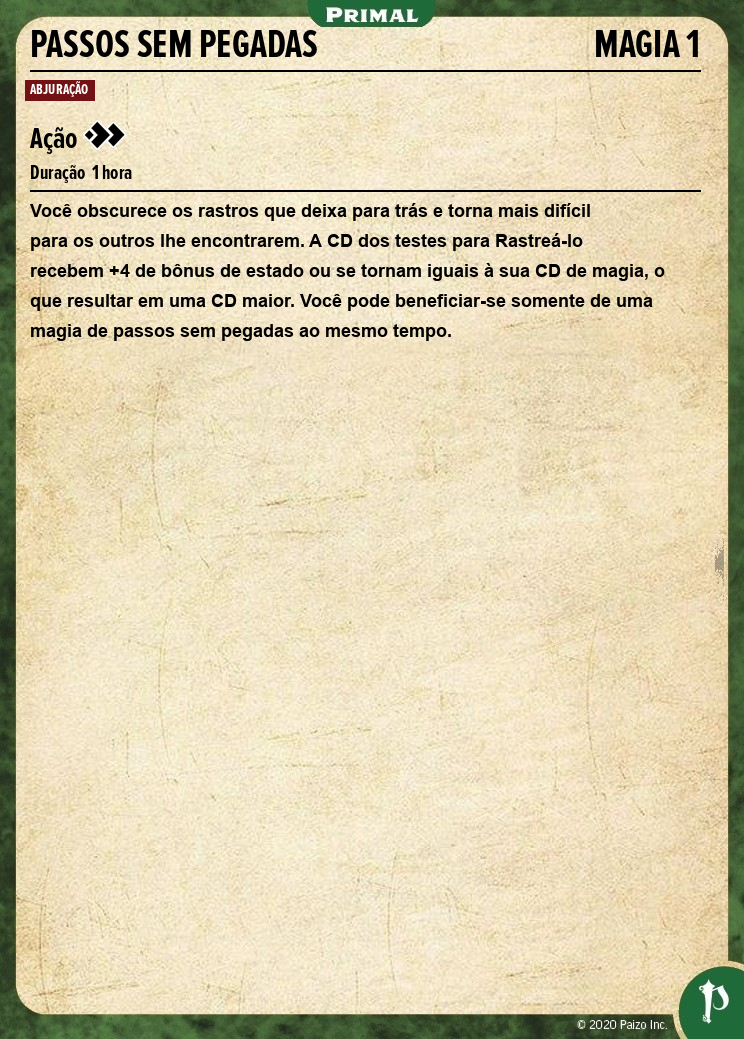 PRIMAL
PASSOS SEM PEGADAS MAGIA 1
ABJURAÇÃO
Ação
Duração 1 hora
Você obscurece os rastros que deixa para trás e torna mais difícil
para os outros lhe encontrarem. A CD dos testes para Rastreá-lo
recebem +4 de bônus de estado ou se tornam iguais à sua CD de magia, o
que resultar em uma CD maior. Você pode beneficiar-se somente de uma
magia de passos sem pegadas ao mesmo tempo.
© 2020 Paizo Inc.